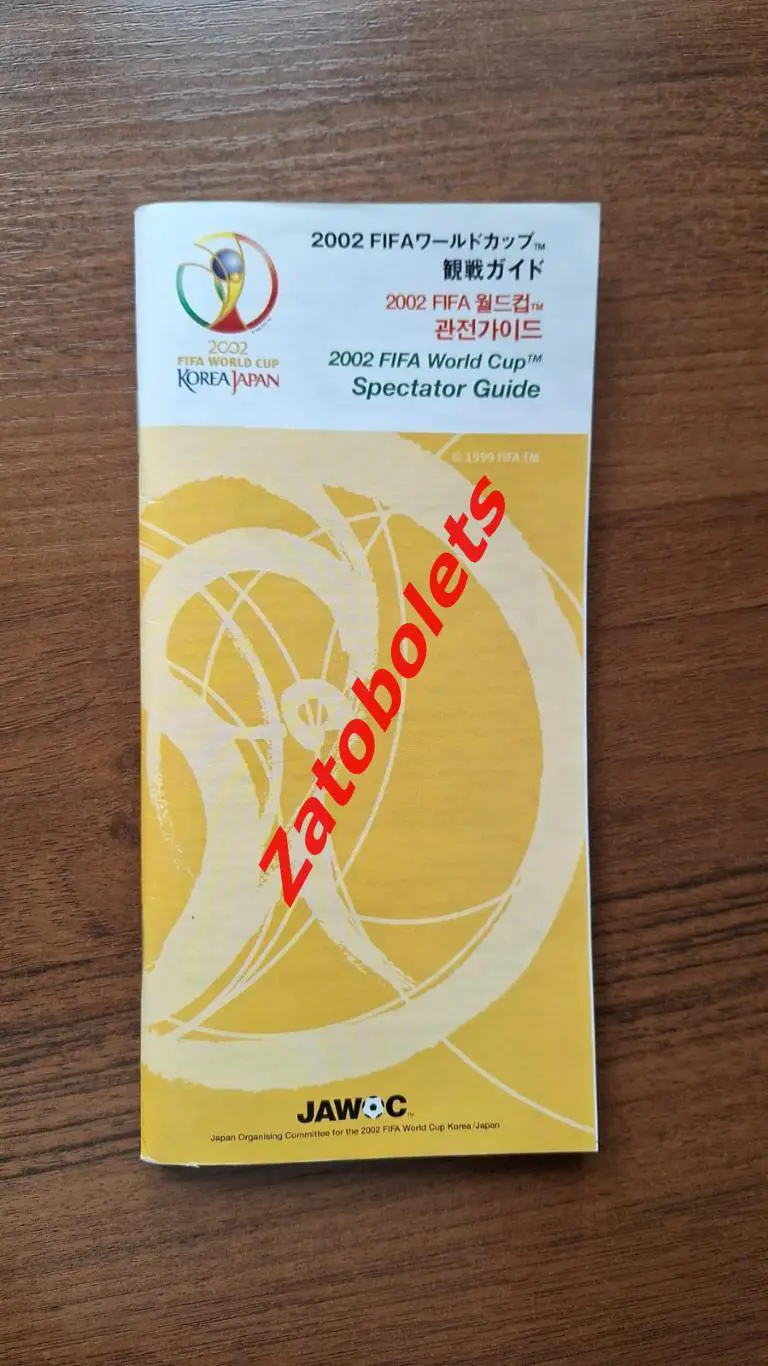 2002 FIFAワールドカップ™
観戦ガイド
2002 FIFA 월드컵™
관전가이드
2002 FIFA World Cup™
Spectator Guide
2002
FIFA WORLD CUP
KOREA JAPAN
© 1999 FIFA TM
Zatobolets
JAWOC™
Japan Organising Committee for the 2002 FIFA World Cup Korea/Japan